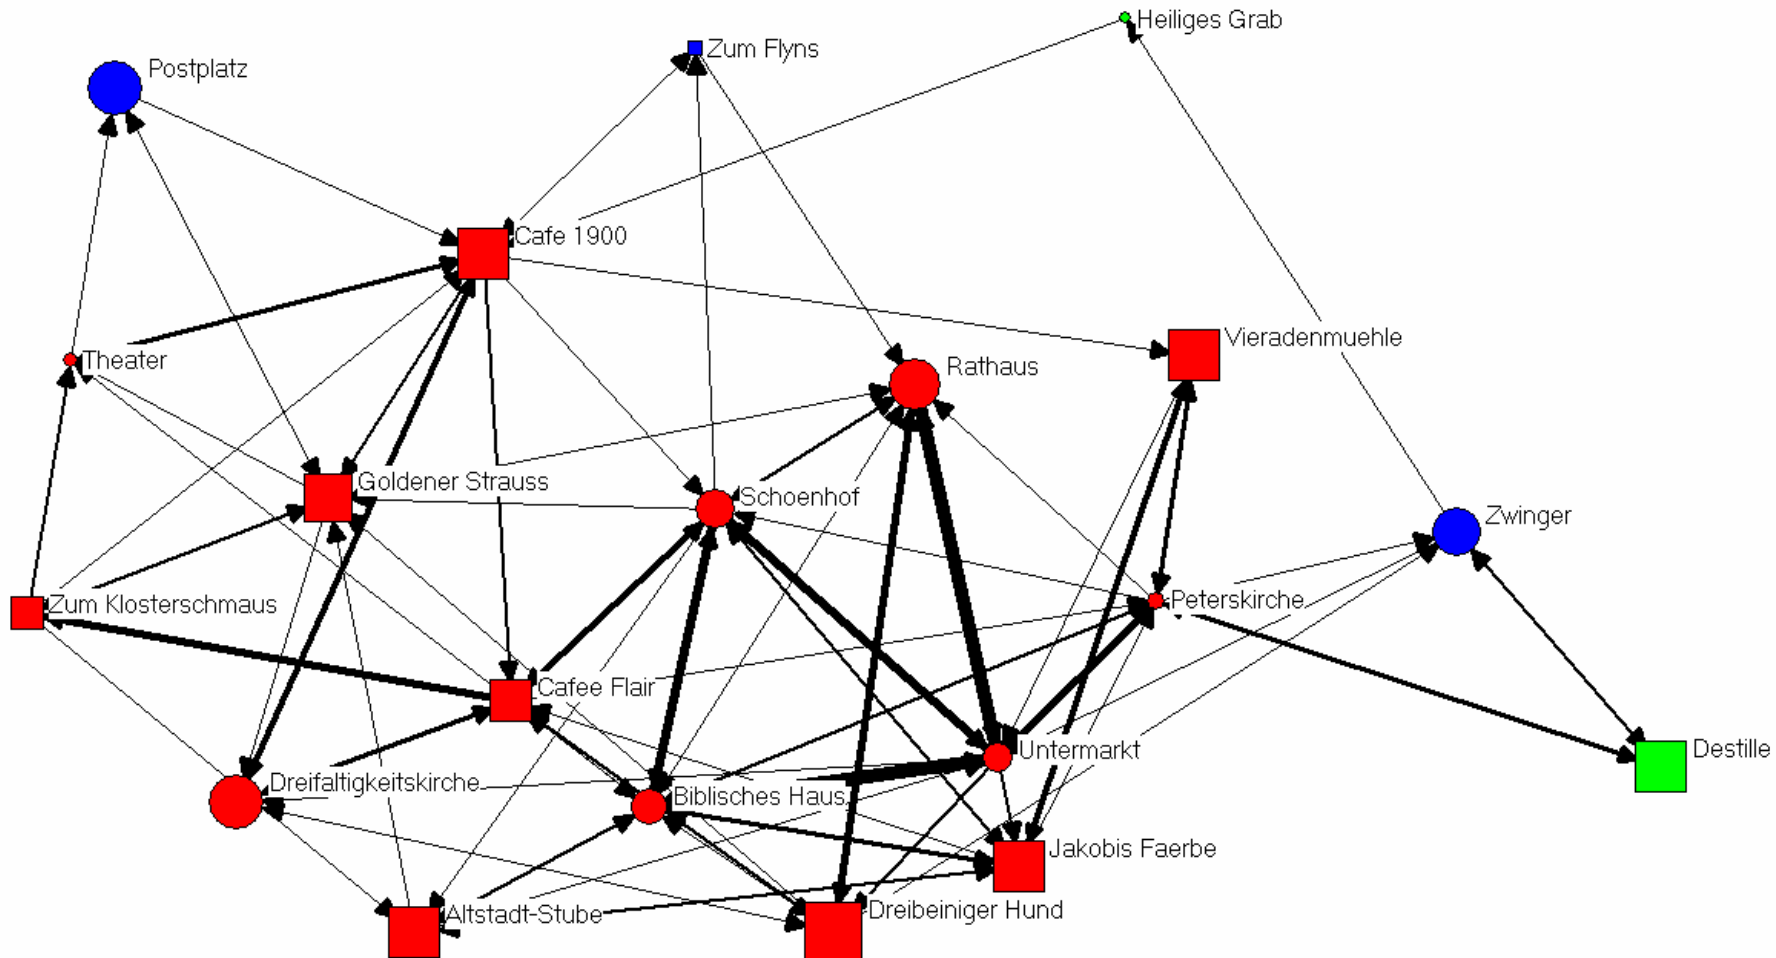 Heiliges Grab
Zum Flyns
Postplatz
Cafe 1900
Vieradenmuehle
Theater
Rathaus
Goldener Strauss
Schoenhof
Zwinger
Zum Klosterschmaus
Peterskirche
Cafee Flair
Untermarkt
Destille
Dreifaltigkeitskirche
Biblisches Haus
Jakobis Faerbe
Altstadt-Stube
Dreibeiniger Hund